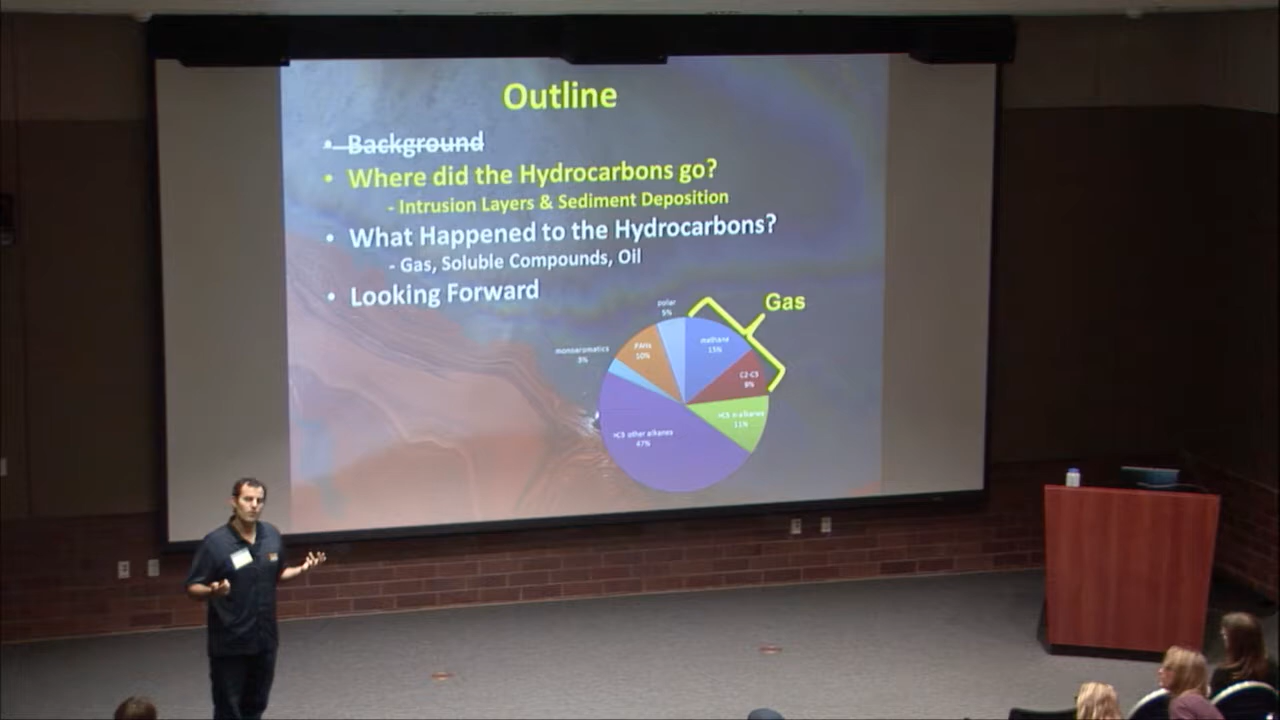 Outline
• Background
• Where did the Hydrocarbons go?
- Intrusion Layers & Sediment Deposition
• What Happened to the Hydrocarbons?
- Gas, Soluble Compounds, Oil
• Looking Forward
Gas
polar
5%
methane
15%
monoaromatics
3%
PAHs
10%
C2-C5
8%
>C5 n-alkanes
11%
>C5 other alkanes
47%